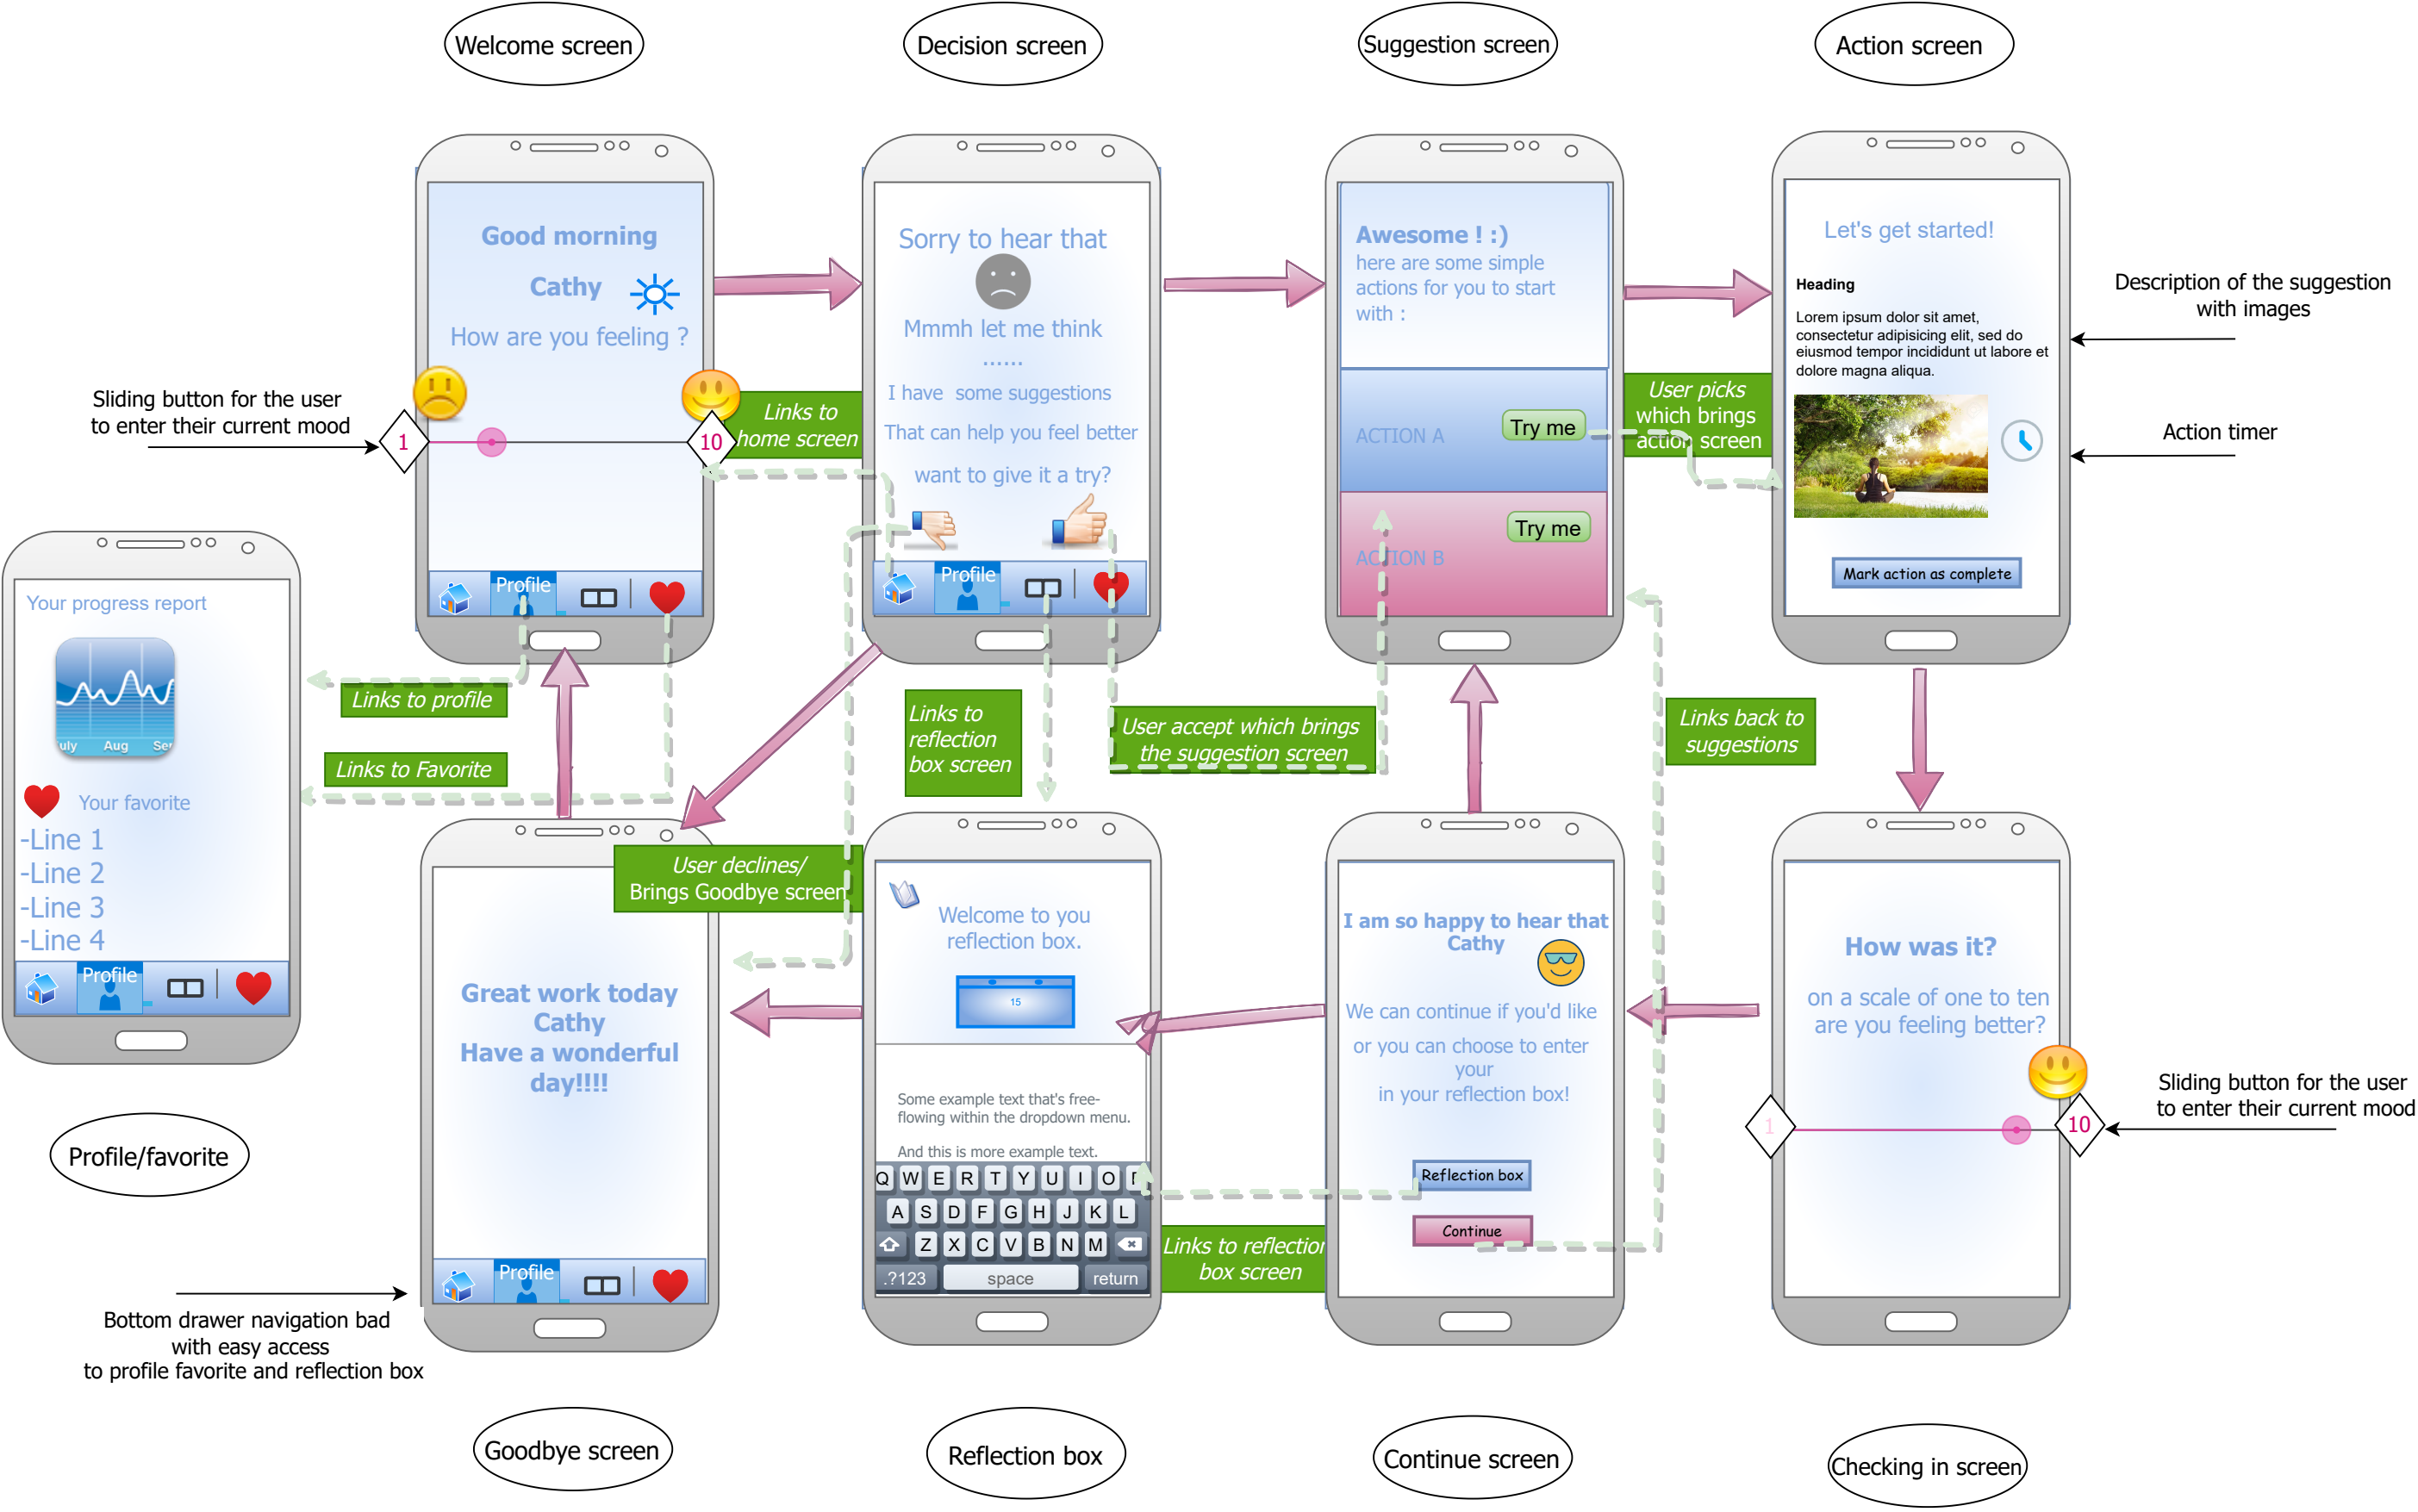 Welcome screen
Decision screen
Suggestion screen
Action screen
Good morning
Cathy
How are you feeling ?
1
10
Sliding button for the user
to enter their current mood
Profile
Links to
home screen
Sorry to hear that
Mmmh let me think
......
I have some suggestions
That can help you feel better
want to give it a try?
Profile
Awesome ! :)
here are some simple
actions for you to start
with :
ACTION A
Try me
ACTION B
Try me
User picks
which brings
action screen
Let's get started!
Heading
Lorem ipsum dolor sit amet,
consectetur adipisicing elit, sed do
eiusmod tempor incididunt ut labore et
dolore magna aliqua.
Mark action as complete
Description of the suggestion
with images
Action timer
Your progress report
July
Aug
Sep
Your favorite
-Line 1
-Line 2
-Line 3
-Line 4
Profile
Profile/favorite
Links to profile
Links to Favorite
Links to
reflection
box screen
User accept which brings
the suggestion screen
Links back to
suggestions
User declines/
Brings Goodbye screen
Great work today
Cathy
Have a wonderful
day!!!!
Profile
Bottom drawer navigation bad
with easy access
to profile favorite and reflection box
Welcome to you
reflection box.
15
Some example text that's free-
flowing within the dropdown menu.
And this is more example text.
Q W E R T Y U I O P
A S D F G H J K L
Z X C V B N M
.?123 space return
Links to reflection
box screen
I am so happy to hear that
Cathy
We can continue if you'd like
or you can choose to enter
your
in your reflection box!
Reflection box
Continue
How was it?
on a scale of one to ten
are you feeling better?
1
10
Sliding button for the user
to enter their current mood
Goodbye screen
Reflection box
Continue screen
Checking in screen